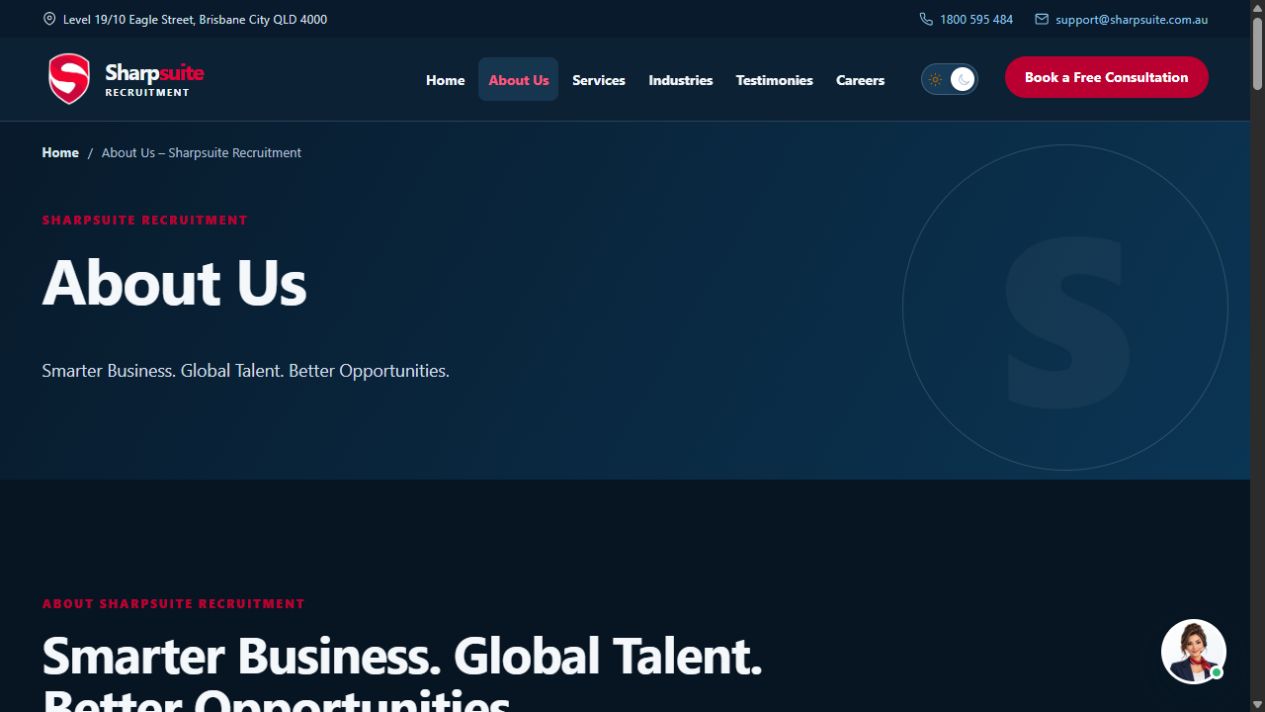 Level 19/10 Eagle Street, Brisbane City QLD 4000
1800 595 484
support@sharpsuite.com.au
Sharpsuite
RECRUITMENT
Home
About Us
Services
Industries
Testimonies
Careers
Book a Free Consultation
Home / About Us – Sharpsuite Recruitment
SHARPSUITE RECRUITMENT
About Us
Smarter Business. Global Talent. Better Opportunities.
S
ABOUT SHARPSUITE RECRUITMENT
Smarter Business. Global Talent.
Better Opportunities.